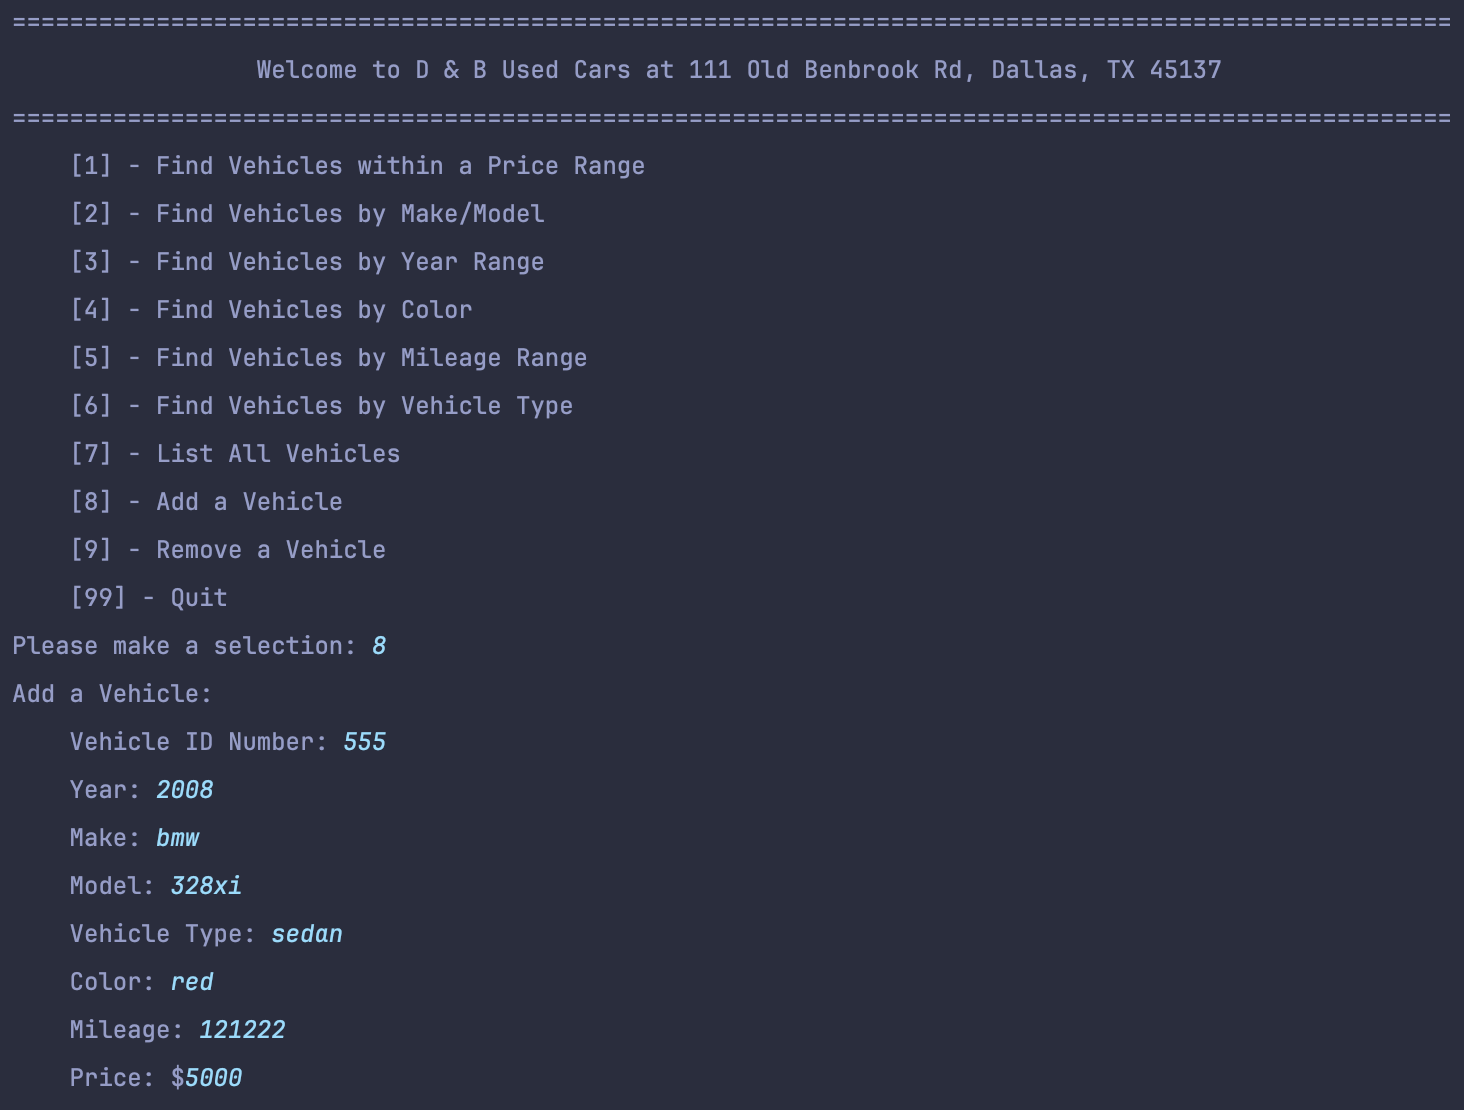 ====================================================================================================
Welcome to D & B Used Cars at 111 Old Benbrook Rd, Dallas, TX 45137
====================================================================================================
[1] - Find Vehicles within a Price Range
[2] - Find Vehicles by Make/Model
[3] - Find Vehicles by Year Range
[4] - Find Vehicles by Color
[5] - Find Vehicles by Mileage Range
[6] - Find Vehicles by Vehicle Type
[7] - List All Vehicles
[8] - Add a Vehicle
[9] - Remove a Vehicle
[99] - Quit
Please make a selection: 8
Add a Vehicle:
Vehicle ID Number: 555
Year: 2008
Make: bmw
Model: 328xi
Vehicle Type: sedan
Color: red
Mileage: 121222
Price: $5000